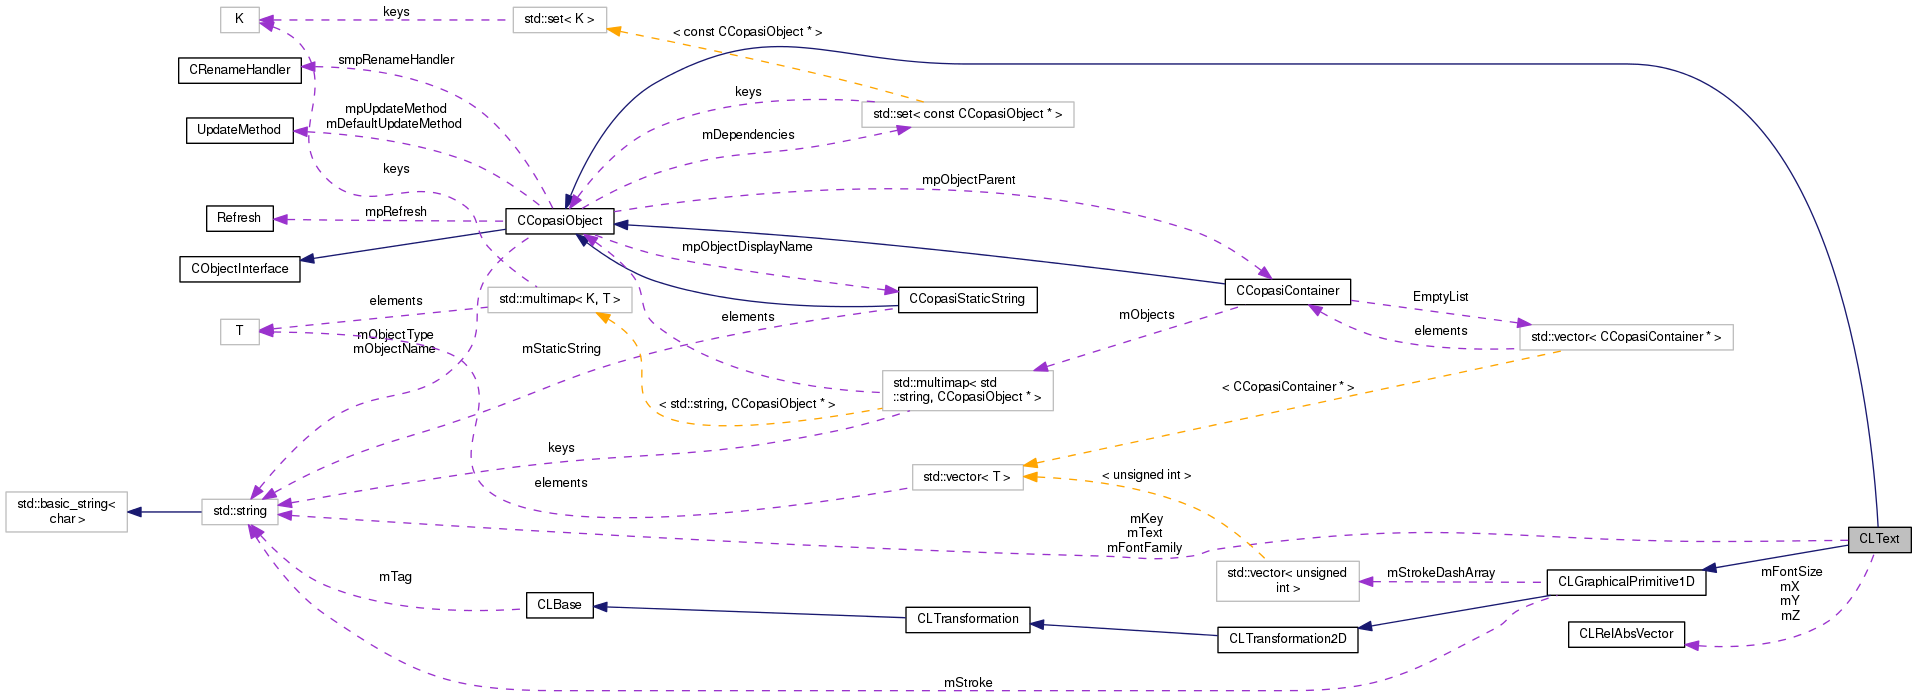 K
keys
std::set< K >
< const CCopasiObject * >
CRenameHandler
smpRenameHandler
keys
mpUpdateMethod
mDefaultUpdateMethod
UpdateMethod
std::set< const CCopasiObject * >
mDependencies
keys
mpObjectParent
Refresh
mpRefresh
CCopasiObject
mpObjectDisplayName
CObjectInterface
std::multimap< K, T >
CCopasiStaticString
CCopasiContainer
EmptyList
elements
T
mObjectType
mObjectName
elements
mStaticString
mObjects
elements
std::vector< CCopasiContainer * >
std::multimap< std
::string, CCopasiObject * >
< std::string, CCopasiObject * >
< CCopasiContainer * >
keys
elements
std::vector< T >
< unsigned int >
std::basic_string<
char >
std::string
mKey
mText
mFontFamily
CLText
mTag
CLBase
CLTransformation
std::vector< unsigned
int >
mStrokeDashArray
CLGraphicalPrimitive1D
mFontSize
mX
mY
mZ
CLTransformation2D
CLRelAbsVector
mStroke